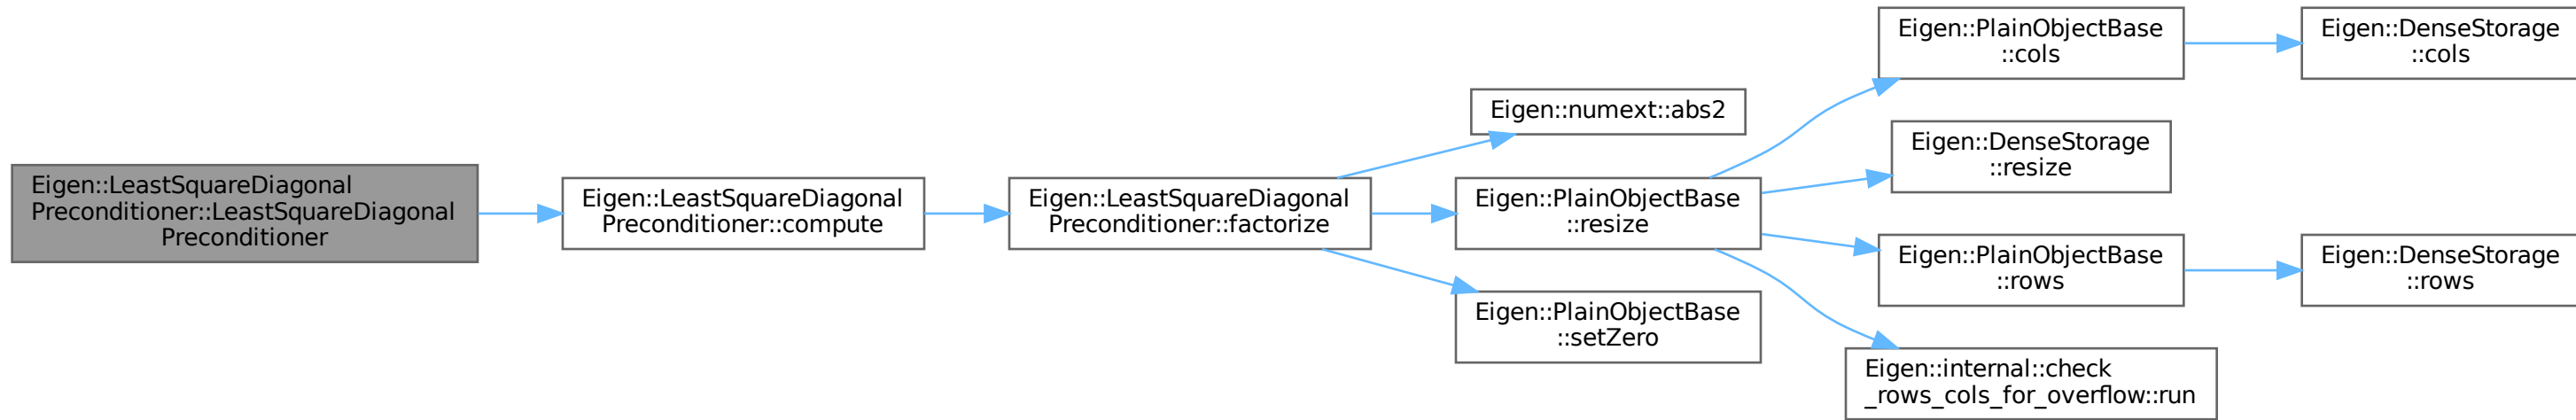 Eigen::LeastSquareDiagonal
Preconditioner::LeastSquareDiagonal
Preconditioner
Eigen::LeastSquareDiagonal
Preconditioner::compute
Eigen::LeastSquareDiagonal
Preconditioner::factorize
Eigen::numext::abs2
Eigen::PlainObjectBase
::resize
Eigen::PlainObjectBase
::setZero
Eigen::PlainObjectBase
::cols
Eigen::DenseStorage
::resize
Eigen::PlainObjectBase
::rows
Eigen::internal::check
_rows_cols_for_overflow::run
Eigen::DenseStorage
::cols
Eigen::DenseStorage
::rows